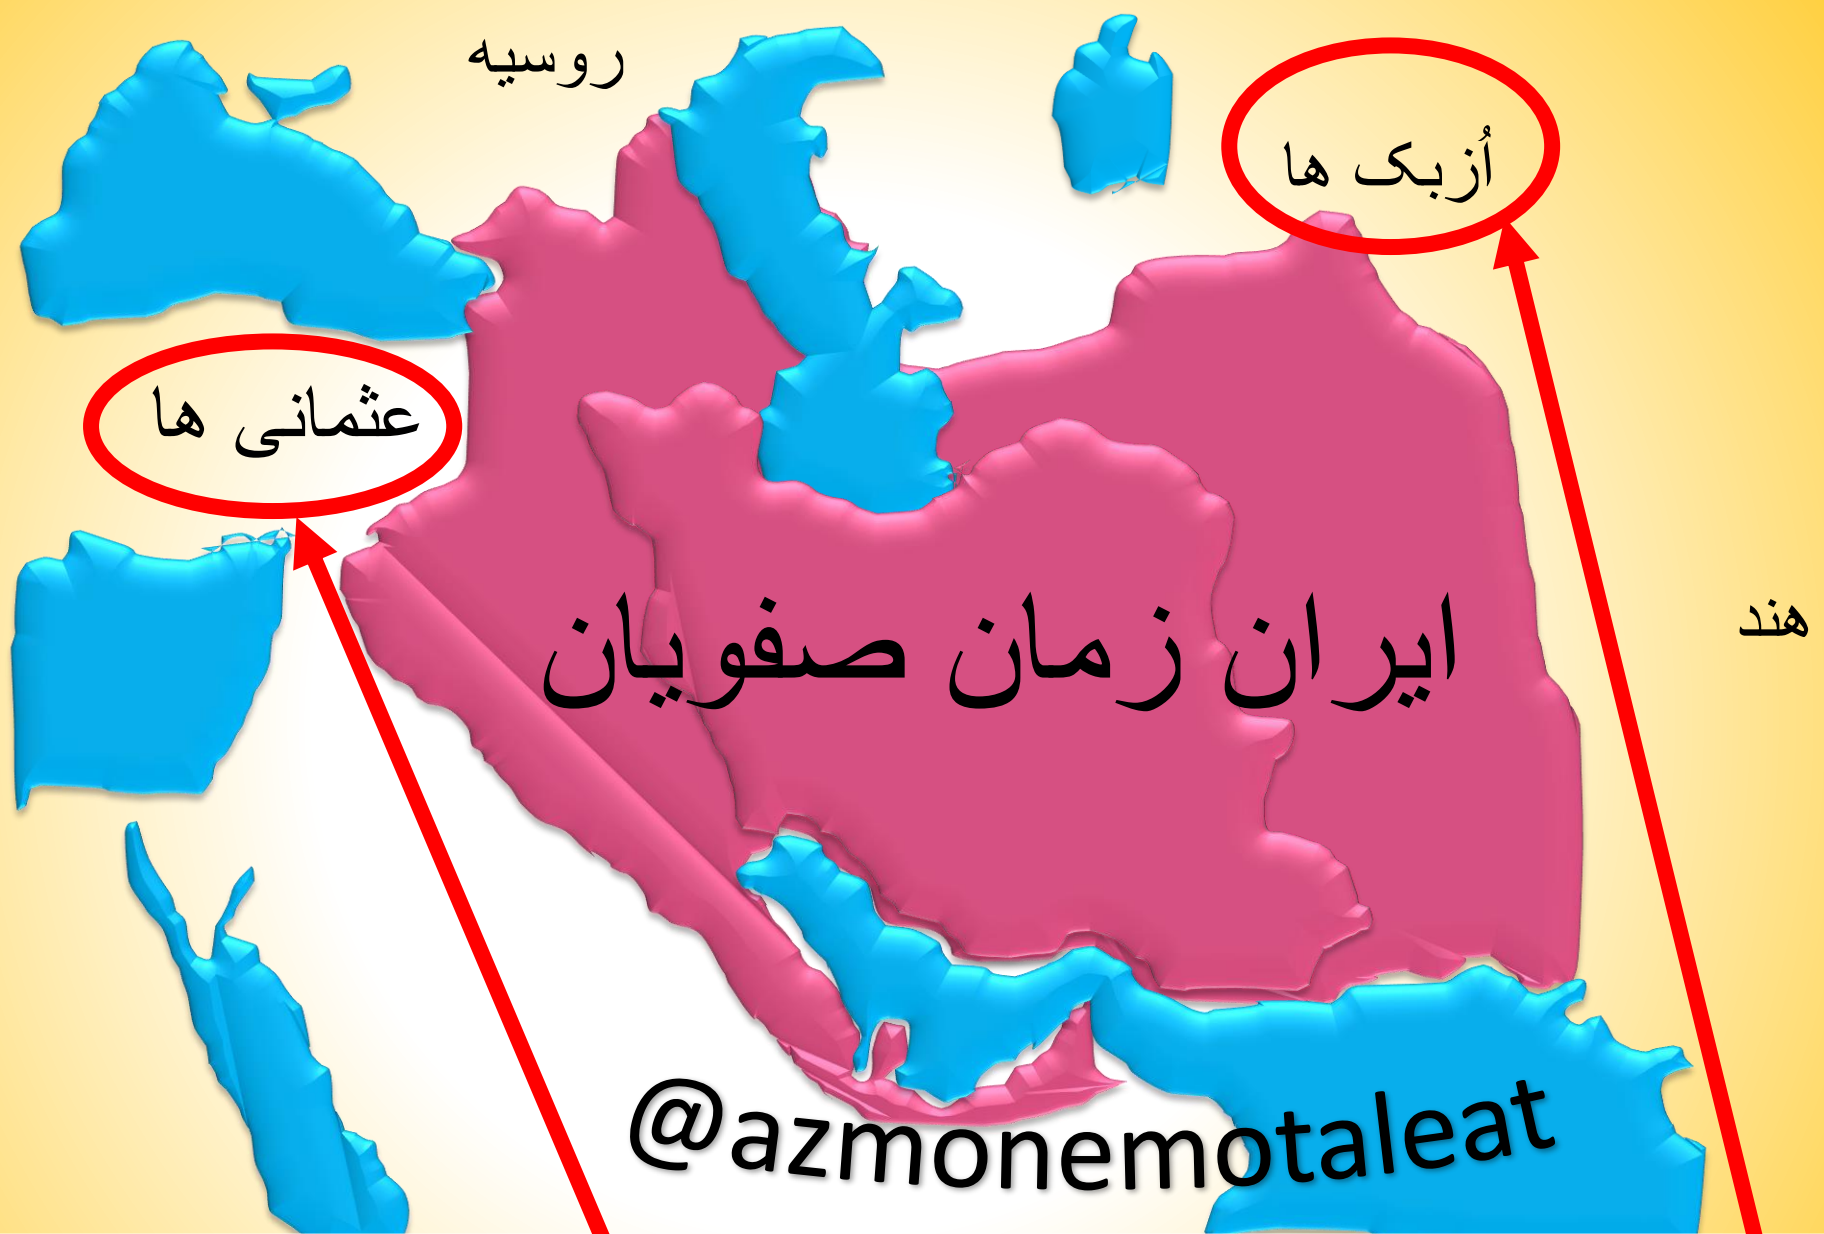 روسیه
اُزبک ها
عثمانی ها
هند
ایران زمان صفویان
@azmonemotaleat